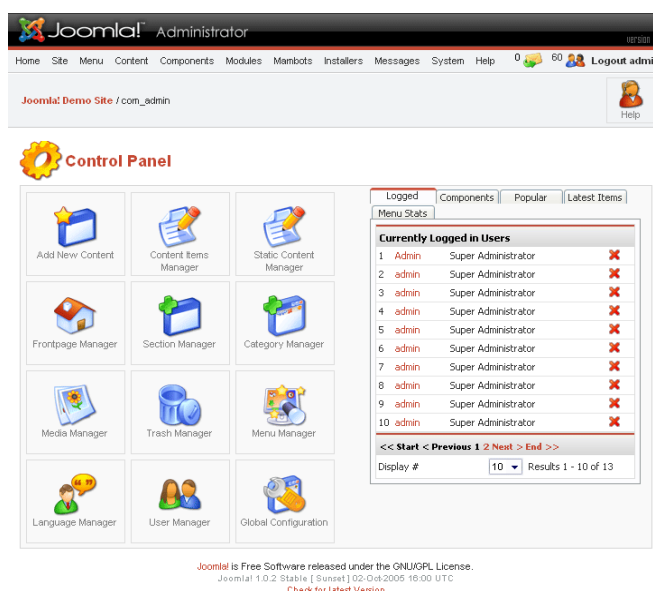 Joomla!™ Administrator
version
Home Site Menu Content Components Modules Mambots Installers Messages System Help 0 60 Logout admi
Joomla! Demo Site / com_admin
Help
Control Panel
Add New Content
Content Items Manager
Static Content Manager
Frontpage Manager
Section Manager
Category Manager
Media Manager
Trash Manager
Menu Manager
Language Manager
User Manager
Global Configuration
Logged Components Popular Latest Items
Menu Stats
Currently Logged in Users
1 Admin Super Administrator
2 admin Super Administrator
3 admin Super Administrator
4 admin Super Administrator
5 admin Super Administrator
6 admin Super Administrator
7 admin Super Administrator
8 admin Super Administrator
9 admin Super Administrator
10 admin Super Administrator
<< Start < Previous 1 2 Next > End >>
Display # 10 Results 1 - 10 of 13
Joomla! is Free Software released under the GNU/GPL License.
Joomla! 1.0.2 Stable [ Sunset ] 02-Oct-2005 16:00 UTC
Check for latest Version